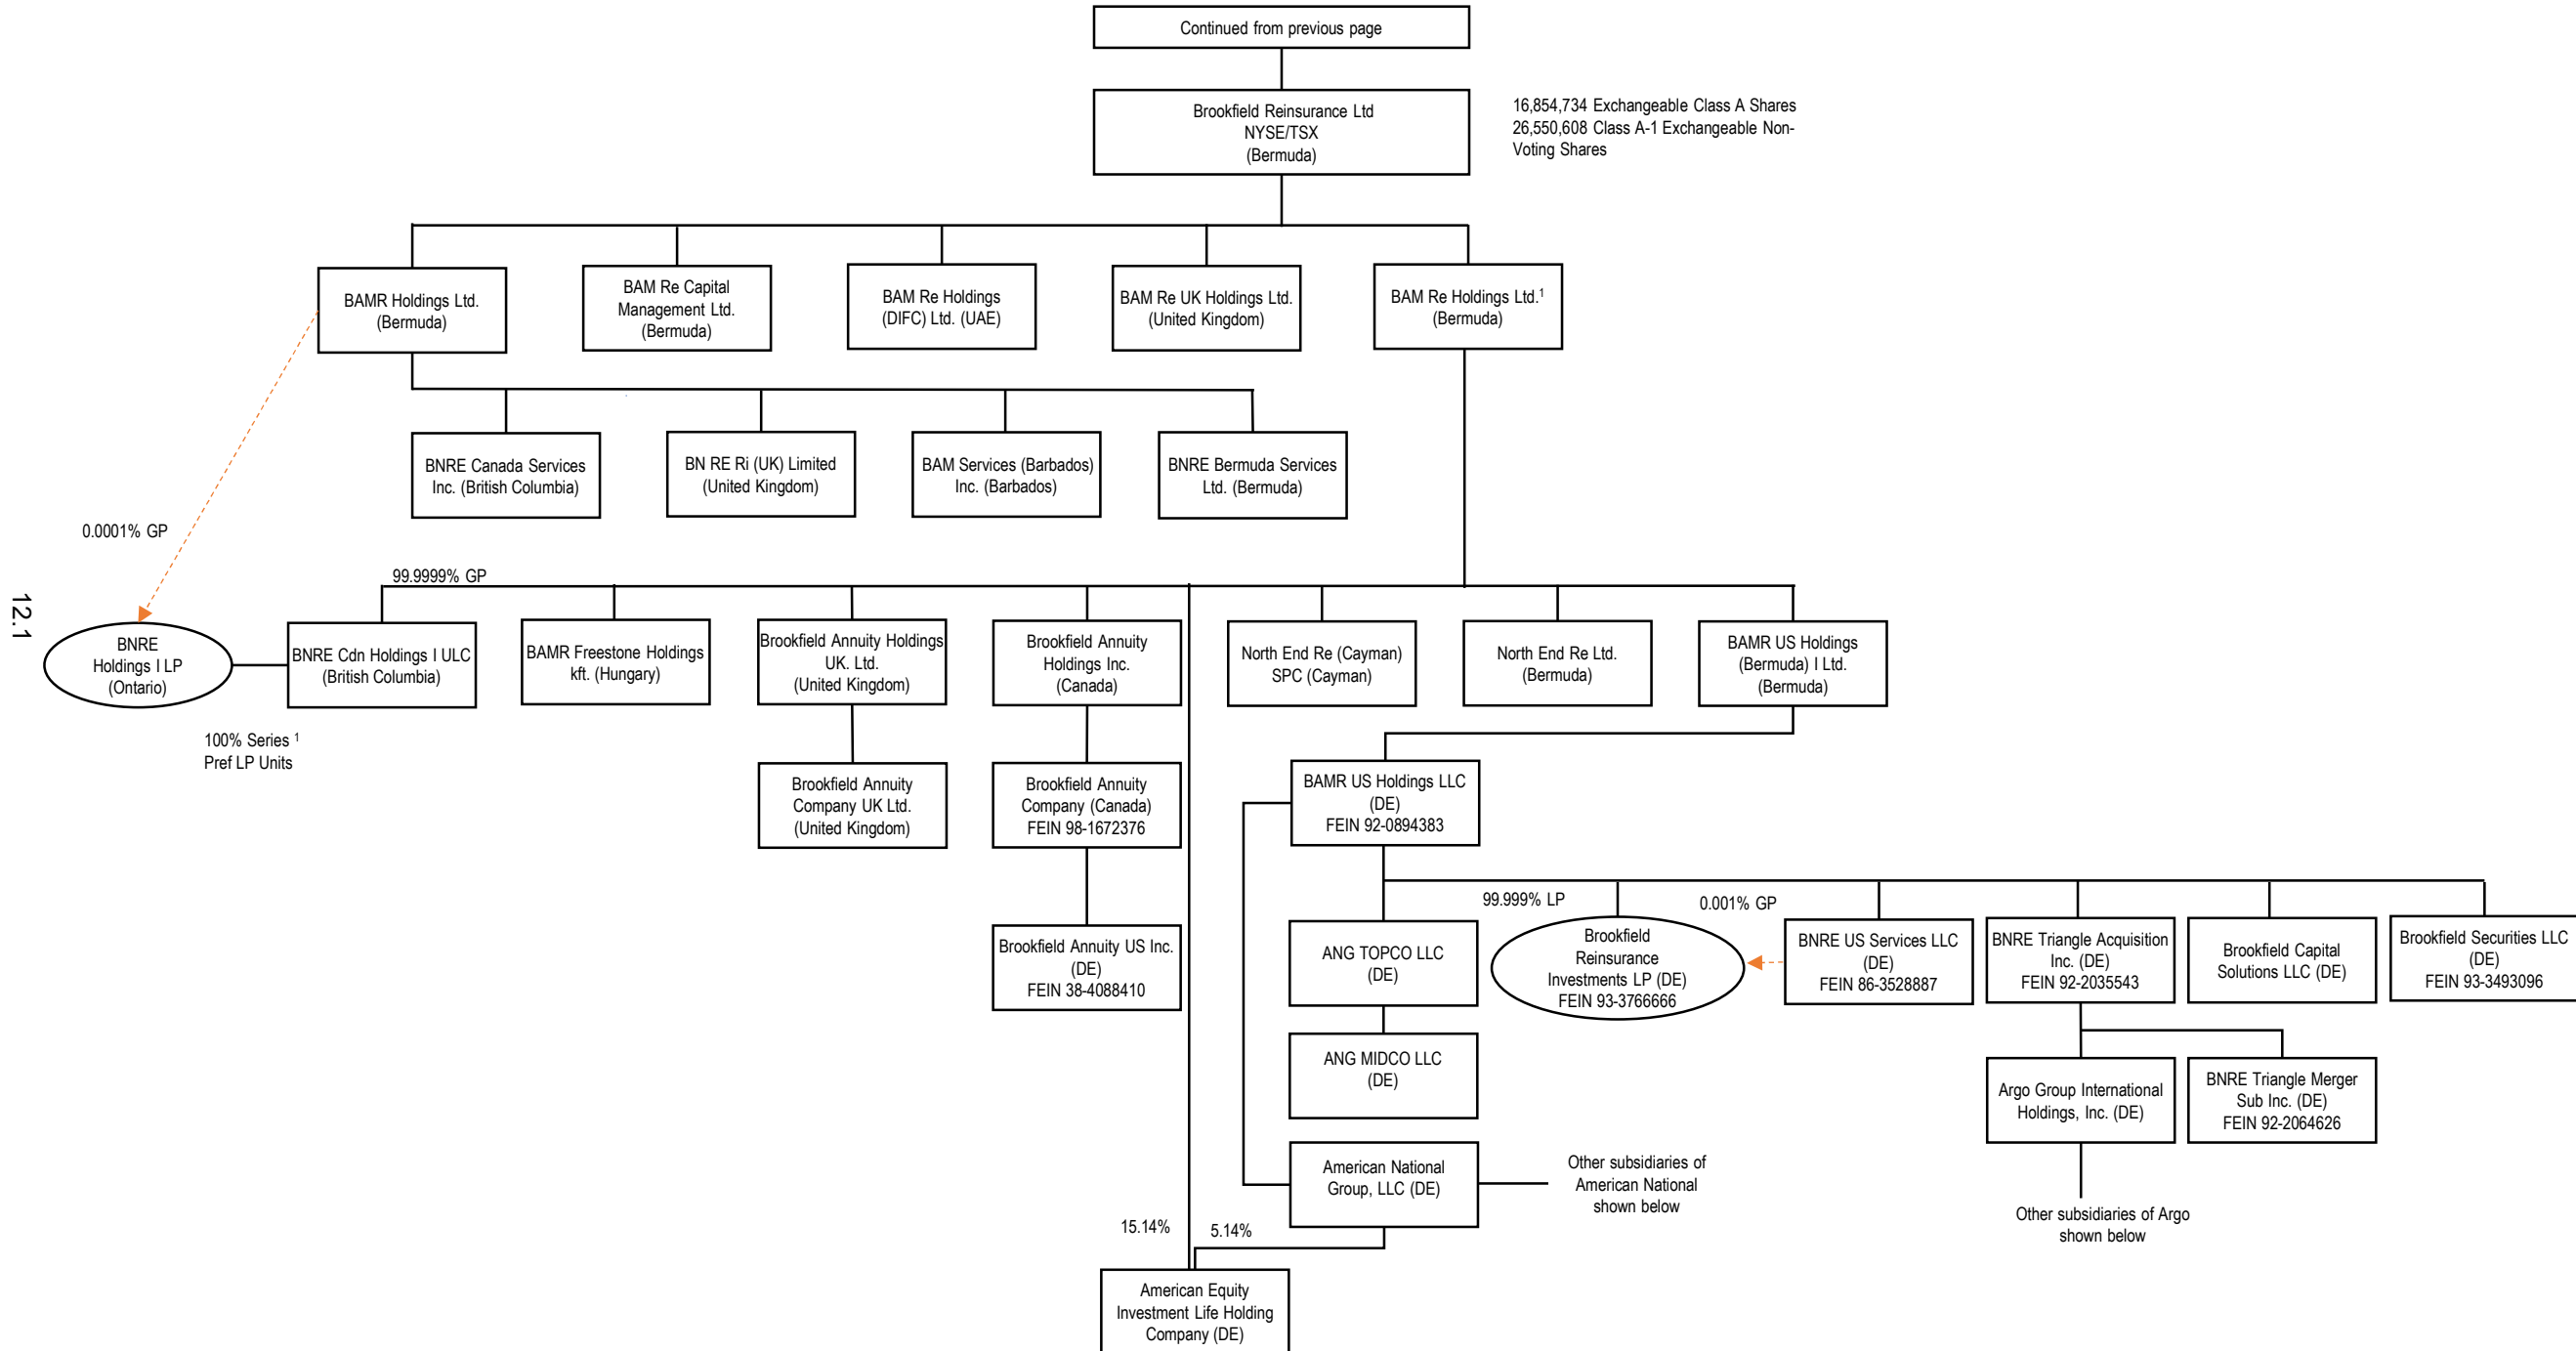 Continued from previous page
Brookfield Reinsurance Ltd
NYSE/TSX
(Bermuda)
16,854,734 Exchangeable Class A Shares
26,550,608 Class A-1 Exchangeable Non-
Voting Shares
BAMR Holdings Ltd.
(Bermuda)
BAM Re Capital
Management Ltd.
(Bermuda)
BAM Re Holdings
(DIFC) Ltd. (UAE)
BAM Re UK Holdings Ltd.
(United Kingdom)
BAM Re Holdings Ltd.¹
(Bermuda)
BNRE Canada Services
Inc. (British Columbia)
BN RE Ri (UK) Limited
(United Kingdom)
BAM Services (Barbados)
Inc. (Barbados)
BNRE Bermuda Services
Ltd. (Bermuda)
0.0001% GP
99.9999% GP
12.1
BNRE
Holdings I LP
(Ontario)
BNRE Cdn Holdings I ULC
(British Columbia)
BAMR Freestone Holdings
kft. (Hungary)
Brookfield Annuity Holdings
UK. Ltd.
(United Kingdom)
Brookfield Annuity
Holdings Inc.
(Canada)
North End Re (Cayman)
SPC (Cayman)
North End Re Ltd.
(Bermuda)
BAMR US Holdings
(Bermuda) I Ltd.
(Bermuda)
100% Series ¹
Pref LP Units
Brookfield Annuity
Company UK Ltd.
(United Kingdom)
Brookfield Annuity
Company (Canada)
FEIN 98-1672376
BAMR US Holdings LLC
(DE)
FEIN 92-0894383
Brookfield Annuity US Inc.
(DE)
FEIN 38-4088410
ANG TOPCO LLC
(DE)
99.999% LP
Brookfield
Reinsurance
Investments LP (DE)
FEIN 93-3766666
0.001% GP
BNRE US Services LLC
(DE)
FEIN 86-3528887
BNRE Triangle Acquisition
Inc. (DE)
FEIN 92-2035543
Brookfield Capital
Solutions LLC (DE)
Brookfield Securities LLC
(DE)
FEIN 93-3493096
ANG MIDCO LLC
(DE)
Argo Group International
Holdings, Inc. (DE)
BNRE Triangle Merger
Sub Inc. (DE)
FEIN 92-2064626
American National
Group, LLC (DE)
Other subsidiaries of
American National
shown below
Other subsidiaries of Argo
shown below
15.14%
5.14%
American Equity
Investment Life Holding
Company (DE)